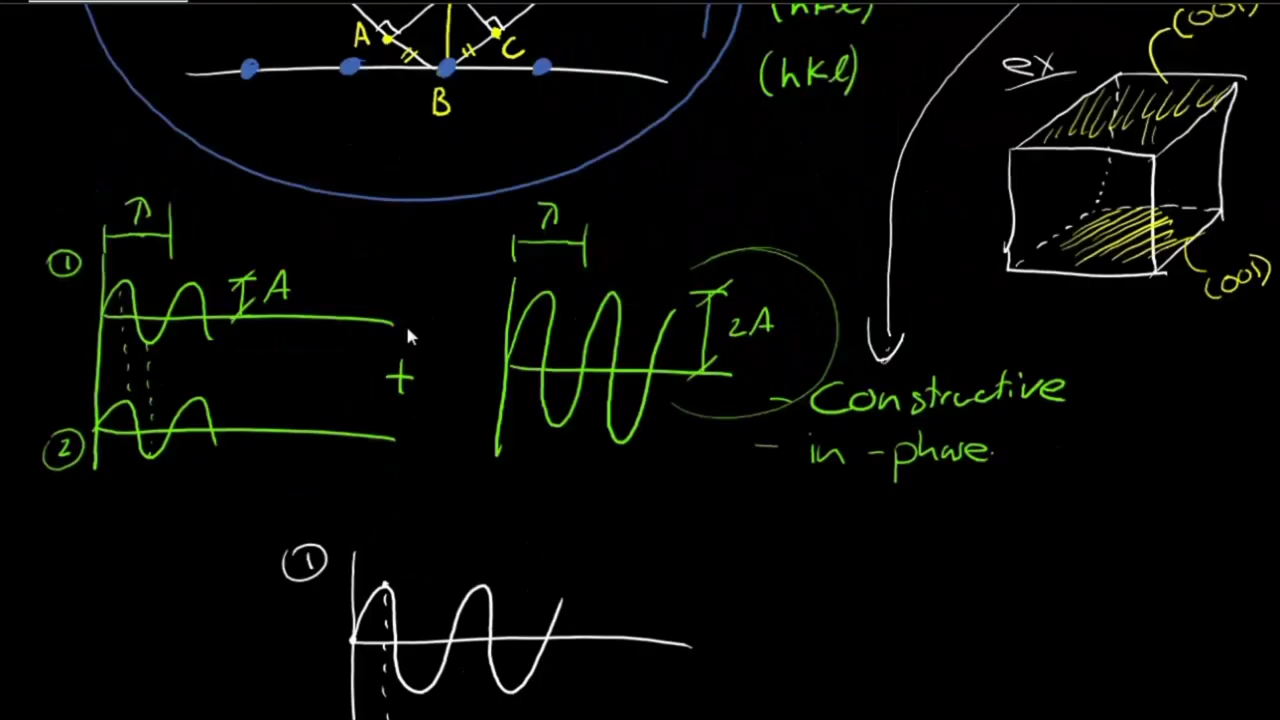 (hkl)
(001)
A
C
ex
(hkl)
B
λ
λ
①
A
(001)
2A
+
- Constructive
②
- in-phase
①